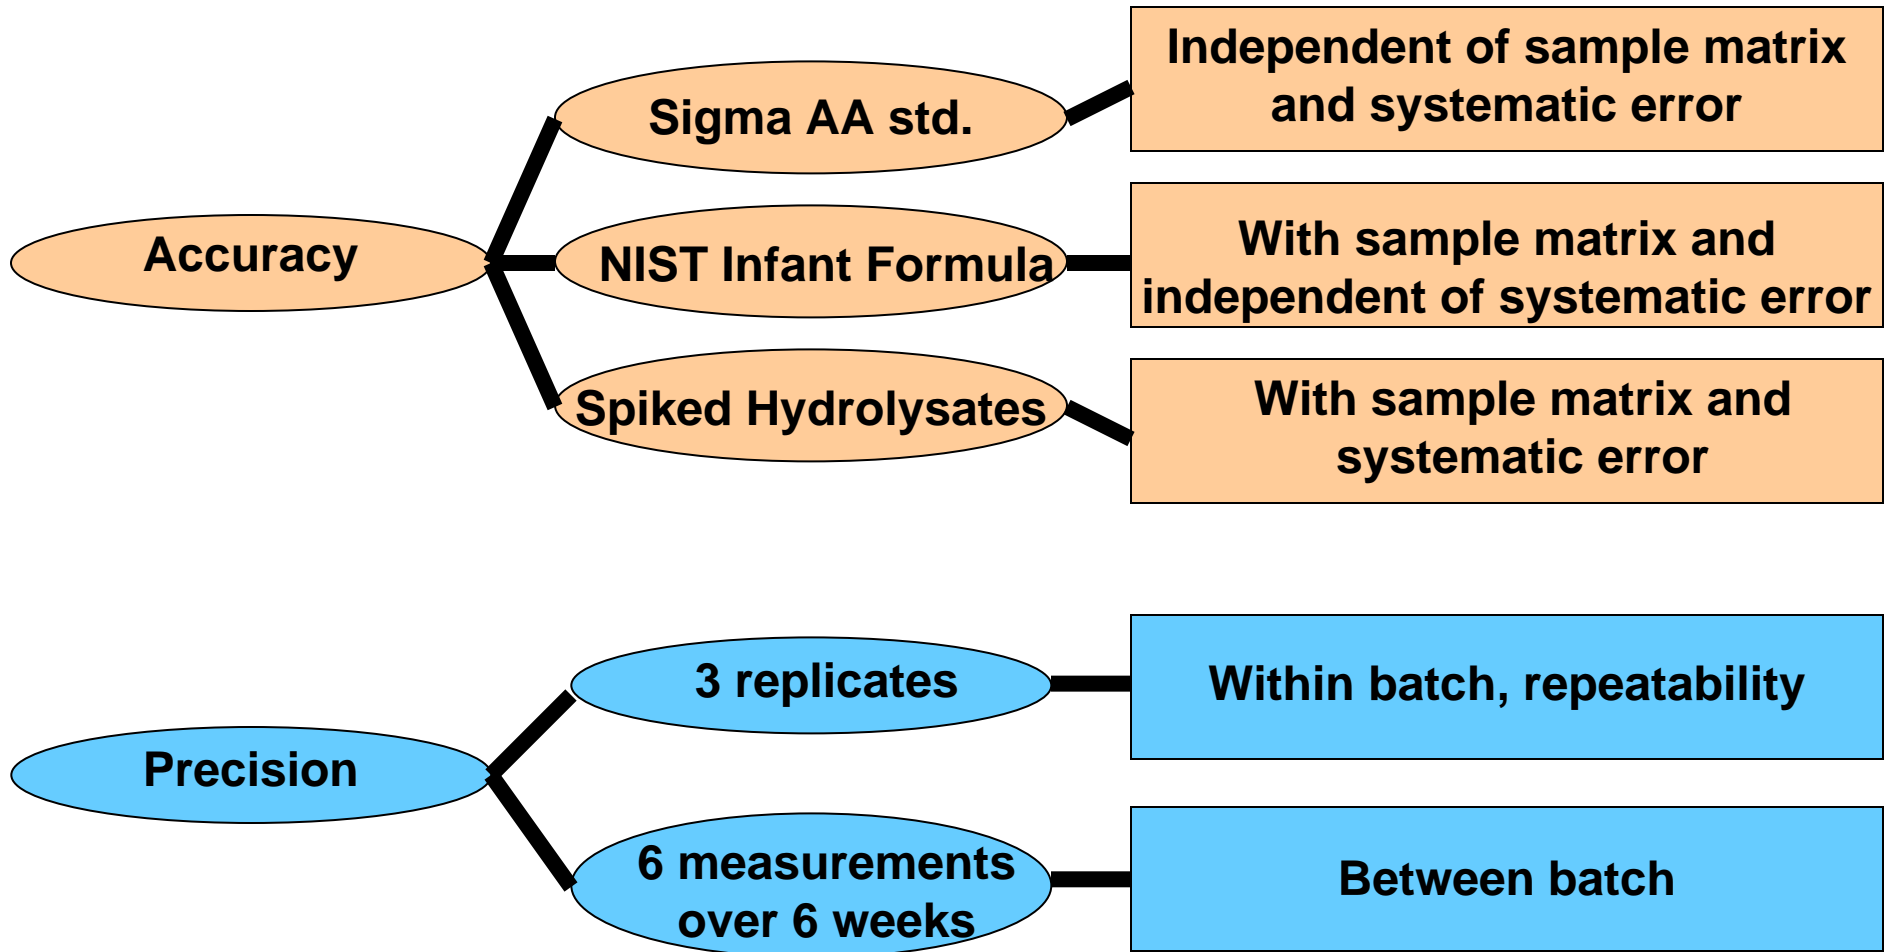 Accuracy
Sigma AA std.
Independent of sample matrix
and systematic error
NIST Infant Formula
With sample matrix and
independent of systematic error
Spiked Hydrolysates
With sample matrix and
systematic error
Precision
3 replicates
Within batch, repeatability
6 measurements
over 6 weeks
Between batch